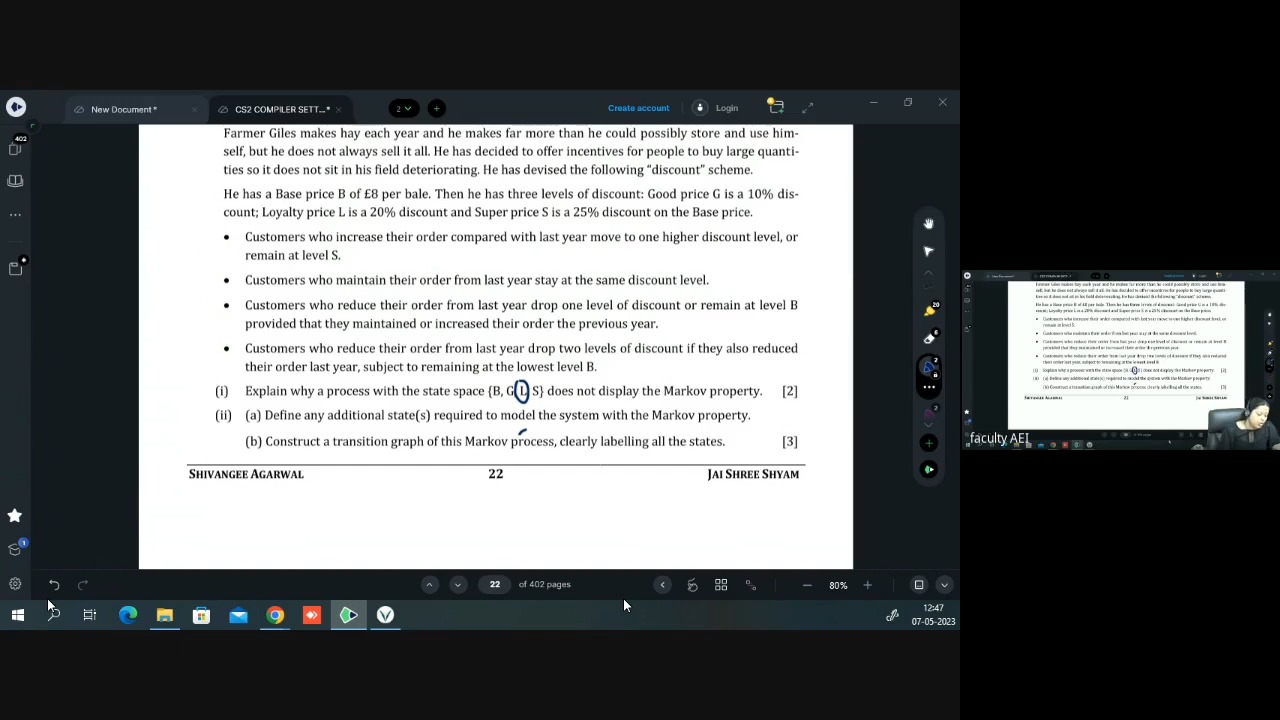 New Document *
CS2 COMPILER SETT...*
2
Create account
Login
402
Farmer Giles makes hay each year and he makes far more than he could possibly store and use him-
self, but he does not always sell it all. He has decided to offer incentives for people to buy large quanti-
ties so it does not sit in his field deteriorating. He has devised the following “discount” scheme.
He has a Base price B of £8 per bale. Then he has three levels of discount: Good price G is a 10% dis-
count; Loyalty price L is a 20% discount and Super price S is a 25% discount on the Base price.
• Customers who increase their order compared with last year move to one higher discount level, or
remain at level S.
• Customers who maintain their order from last year stay at the same discount level.
• Customers who reduce their order from last year drop one level of discount or remain at level B
provided that they maintained or increased their order the previous year.
• Customers who reduce their order from last year drop two levels of discount if they also reduced
their order last year, subject to remaining at the lowest level B.
(i) Explain why a process with the state space {B, G, L, S} does not display the Markov property. [2]
(ii) (a) Define any additional state(s) required to model the system with the Markov property.
(b) Construct a transition graph of this Markov process, clearly labelling all the states. [3]
SHIVANGEE AGARWAL 22 JAI SHREE SHYAM
20
6
2
2
1
22 of 402 pages
80%
12:47
07-05-2023
faculty AEI